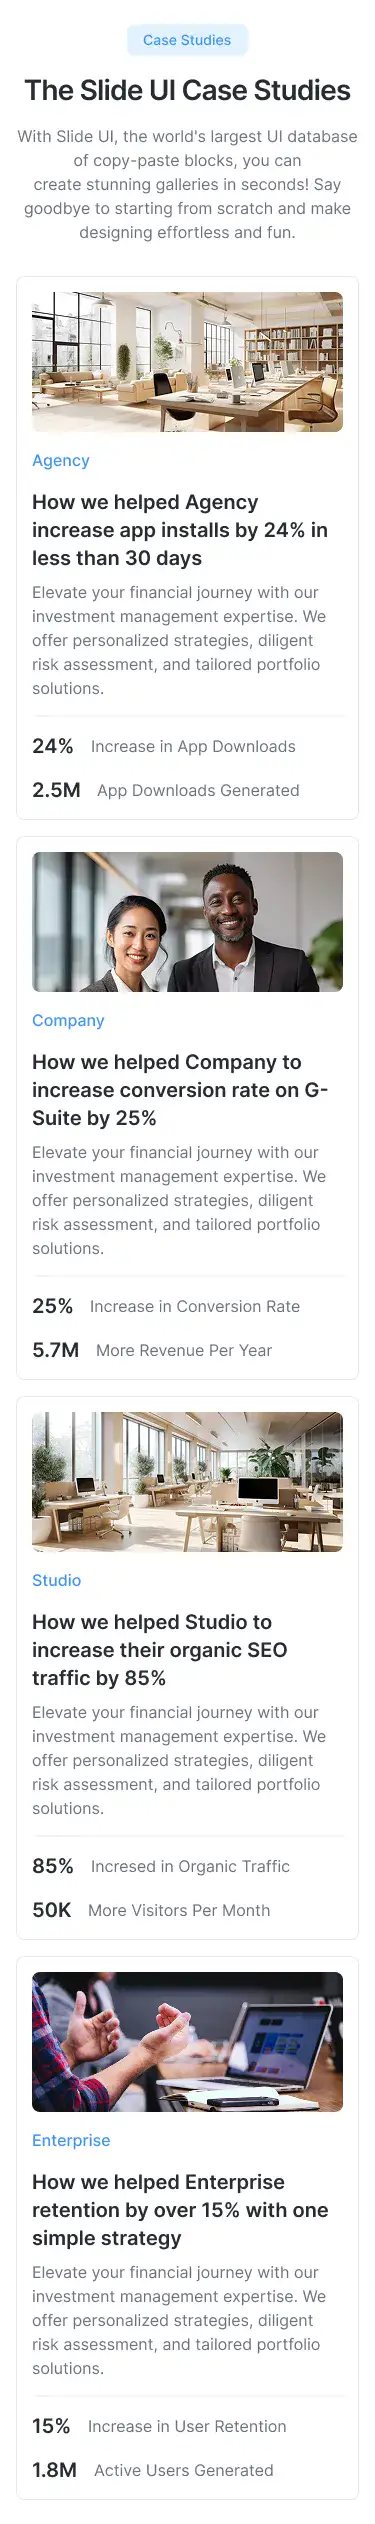 Case Studies
The Slide UI Case Studies
With Slide UI, the world's largest UI database
of copy-paste blocks, you can
create stunning galleries in seconds! Say
goodbye to starting from scratch and make
designing effortless and fun.
Agency
How we helped Agency
increase app installs by 24% in
less than 30 days
Elevate your financial journey with our
investment management expertise. We
offer personalized strategies, diligent
risk assessment, and tailored portfolio
solutions.
24% Increase in App Downloads
2.5M App Downloads Generated
Company
How we helped Company to
increase conversion rate on G-
Suite by 25%
Elevate your financial journey with our
investment management expertise. We
offer personalized strategies, diligent
risk assessment, and tailored portfolio
solutions.
25% Increase in Conversion Rate
5.7M More Revenue Per Year
Studio
How we helped Studio to
increase their organic SEO
traffic by 85%
Elevate your financial journey with our
investment management expertise. We
offer personalized strategies, diligent
risk assessment, and tailored portfolio
solutions.
85% Incresed in Organic Traffic
50K More Visitors Per Month
Enterprise
How we helped Enterprise
retention by over 15% with one
simple strategy
Elevate your financial journey with our
investment management expertise. We
offer personalized strategies, diligent
risk assessment, and tailored portfolio
solutions.
15% Increase in User Retention
1.8M Active Users Generated